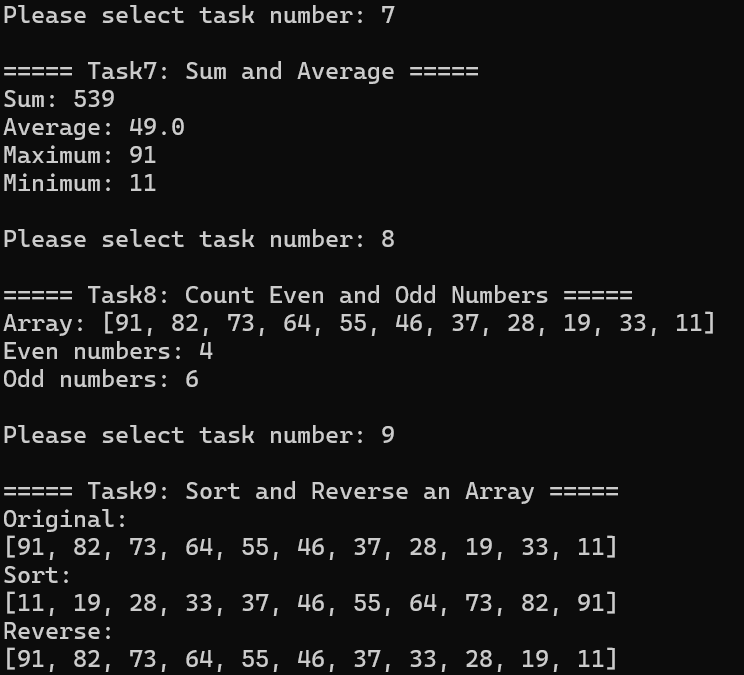 Please select task number: 7
===== Task7: Sum and Average =====
Sum: 539
Average: 49.0
Maximum: 91
Minimum: 11
Please select task number: 8
===== Task8: Count Even and Odd Numbers =====
Array: [91, 82, 73, 64, 55, 46, 37, 28, 19, 33, 11]
Even numbers: 4
Odd numbers: 6
Please select task number: 9
===== Task9: Sort and Reverse an Array =====
Original:
[91, 82, 73, 64, 55, 46, 37, 28, 19, 33, 11]
Sort:
[11, 19, 28, 33, 37, 46, 55, 64, 73, 82, 91]
Reverse:
[91, 82, 73, 64, 55, 46, 37, 33, 28, 19, 11]